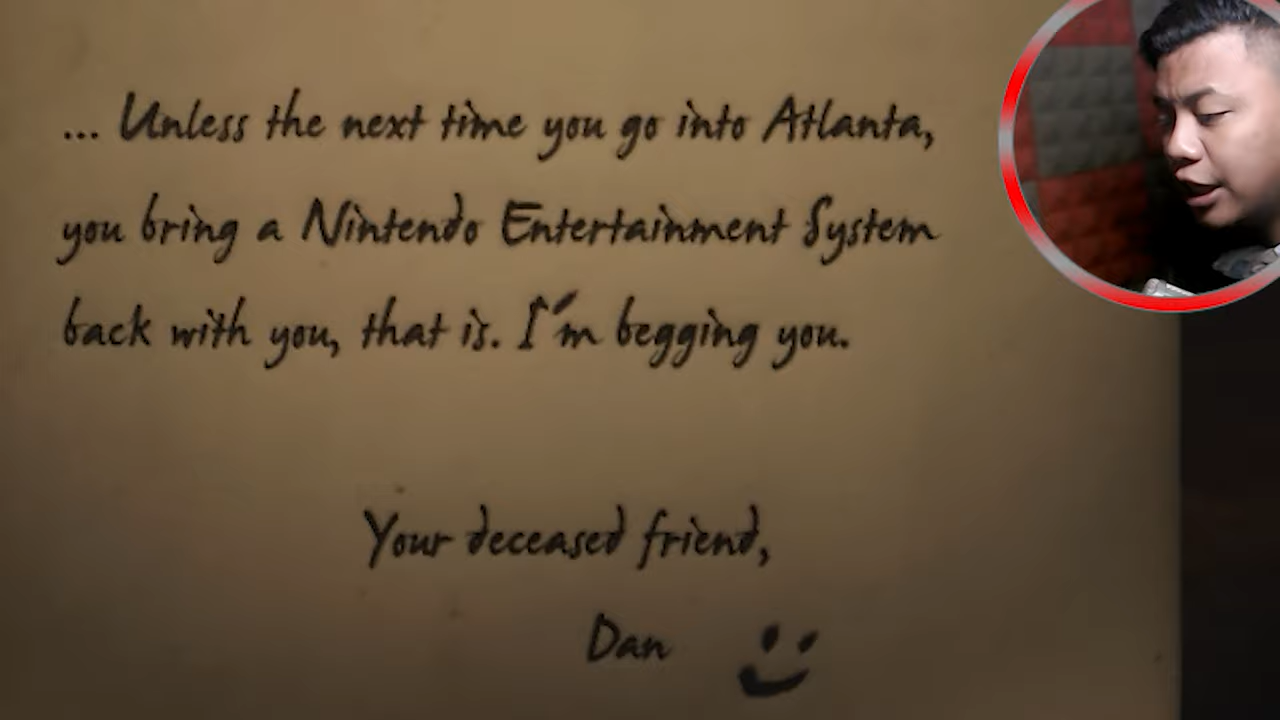 ... Unless the next time you go into Atlanta,
you bring a Nintendo Entertainment System
back with you, that is. I'm begging you.
Your deceased friend,
Dan